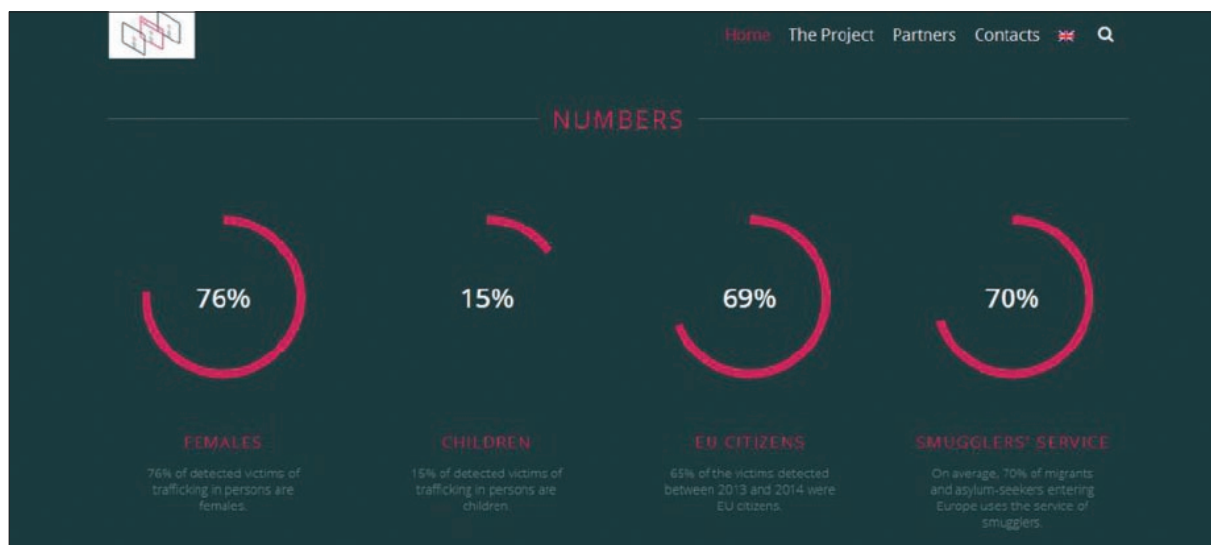 Home The Project Partners Contacts
NUMBERS
76%
15%
69%
70%
FEMALES
76% of detected victims of
trafficking in persons are
females.
CHILDREN
15% of detected victims of
trafficking in persons are
children
EU CITIZENS
65% of the victims detected
between 2013 and 2014 were
EU citizens.
SMUGGLERS' SERVICE
On average, 70% of migrants
and asylum-seekers entering
Europe uses the service of
smugglers.